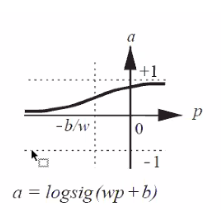 a
+1
p
-b/w
0
-1
a = logsig(wp+b)